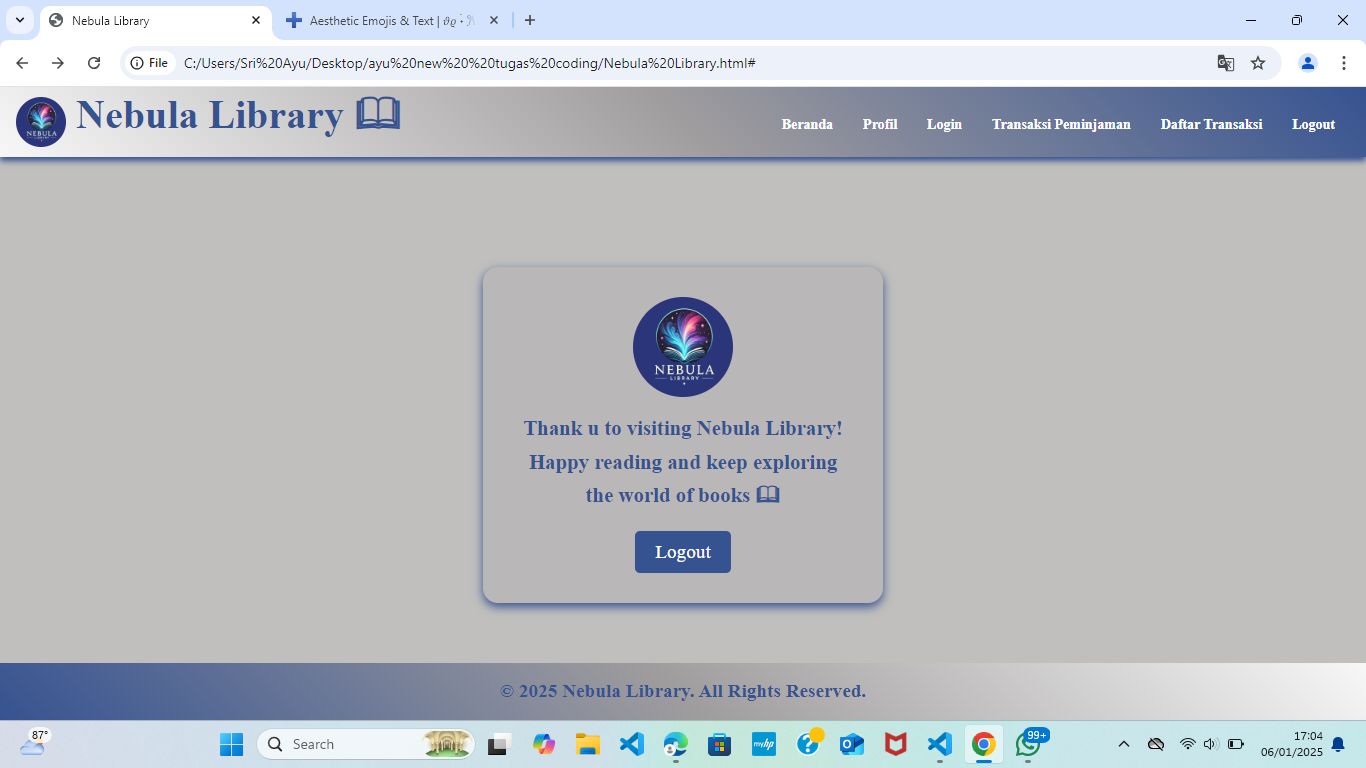 Nebula Library
Aesthetic Emojis & Text |
File
C:/Users/Sri%20Ayu/Desktop/ayu%20new%20%20tugas%20coding/Nebula%20Library.html#
NEBULA
LIBRARY
Nebula Library 📖
Beranda Profil Login Transaksi Peminjaman Daftar Transaksi Logout
NEBULA
LIBRARY
Thank u to visiting Nebula Library!
Happy reading and keep exploring
the world of books 📖
Logout
© 2025 Nebula Library. All Rights Reserved.
87°
Search
myhp
99+
17:04
06/01/2025